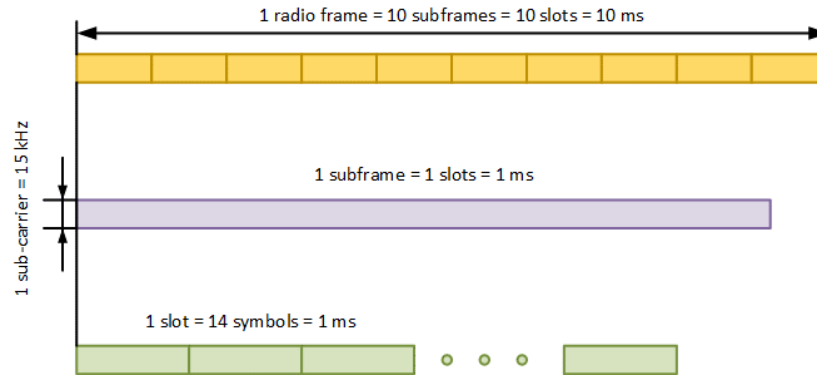 1 radio frame = 10 subframes = 10 slots = 10 ms
1 subframe = 1 slots = 1 ms
1 sub-carrier = 15 kHz
1 slot = 14 symbols = 1 ms